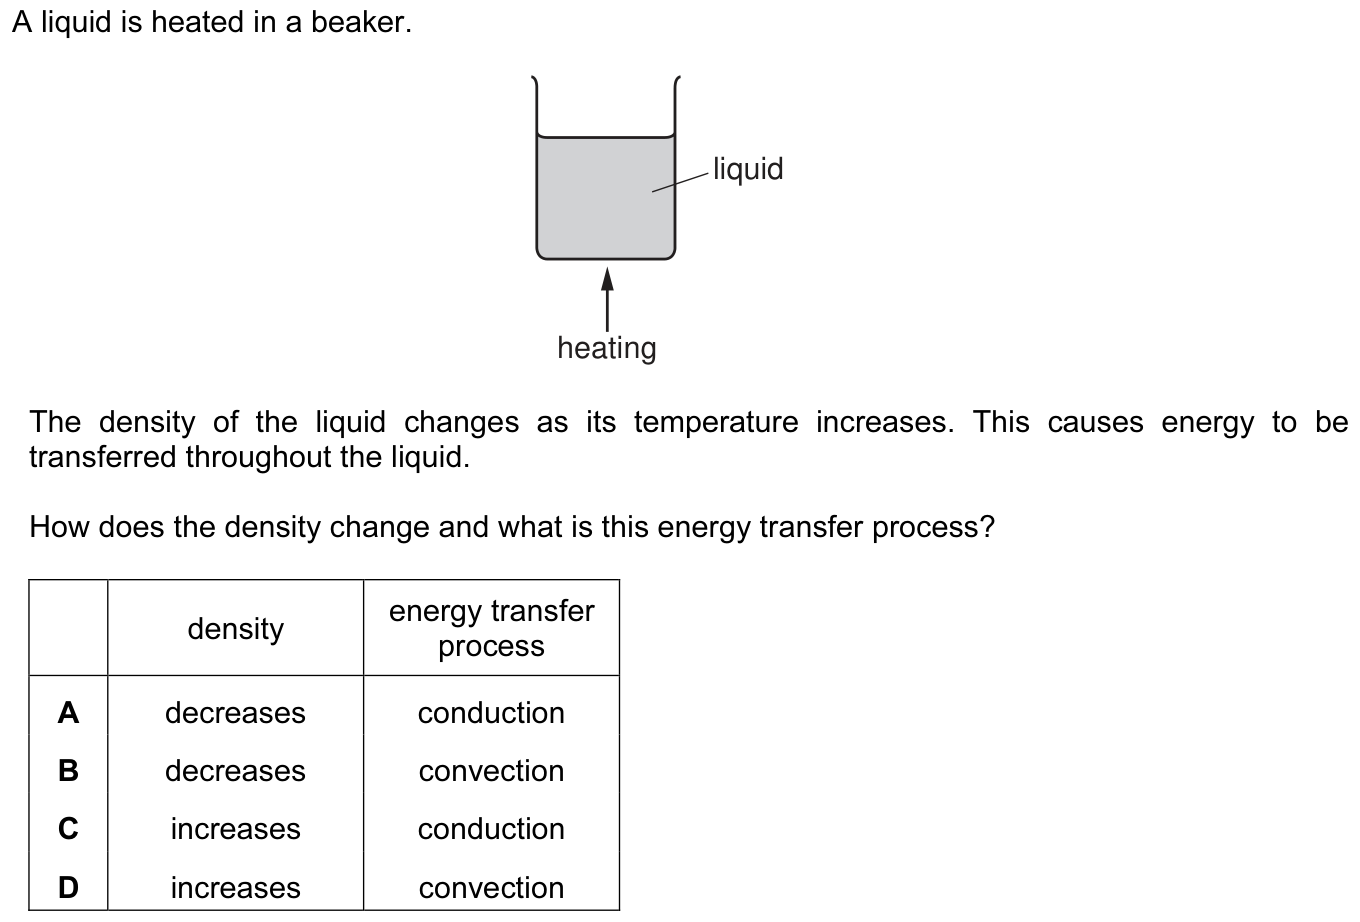 A liquid is heated in a beaker.
liquid
heating
The density of the liquid changes as its temperature increases. This causes energy to be
transferred throughout the liquid.
How does the density change and what is this energy transfer process?
density
energy transfer
process
A decreases conduction
B decreases convection
C increases conduction
D increases convection